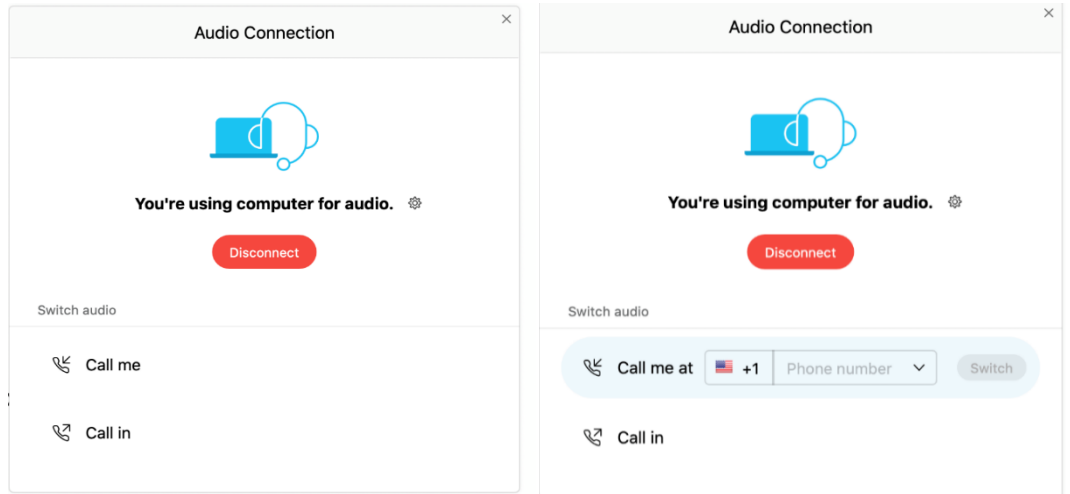 Audio Connection
You're using computer for audio.
Disconnect
Switch audio
Call me
Call in
Audio Connection
You're using computer for audio.
Disconnect
Switch audio
Call me at +1 Phone number Switch
Call in